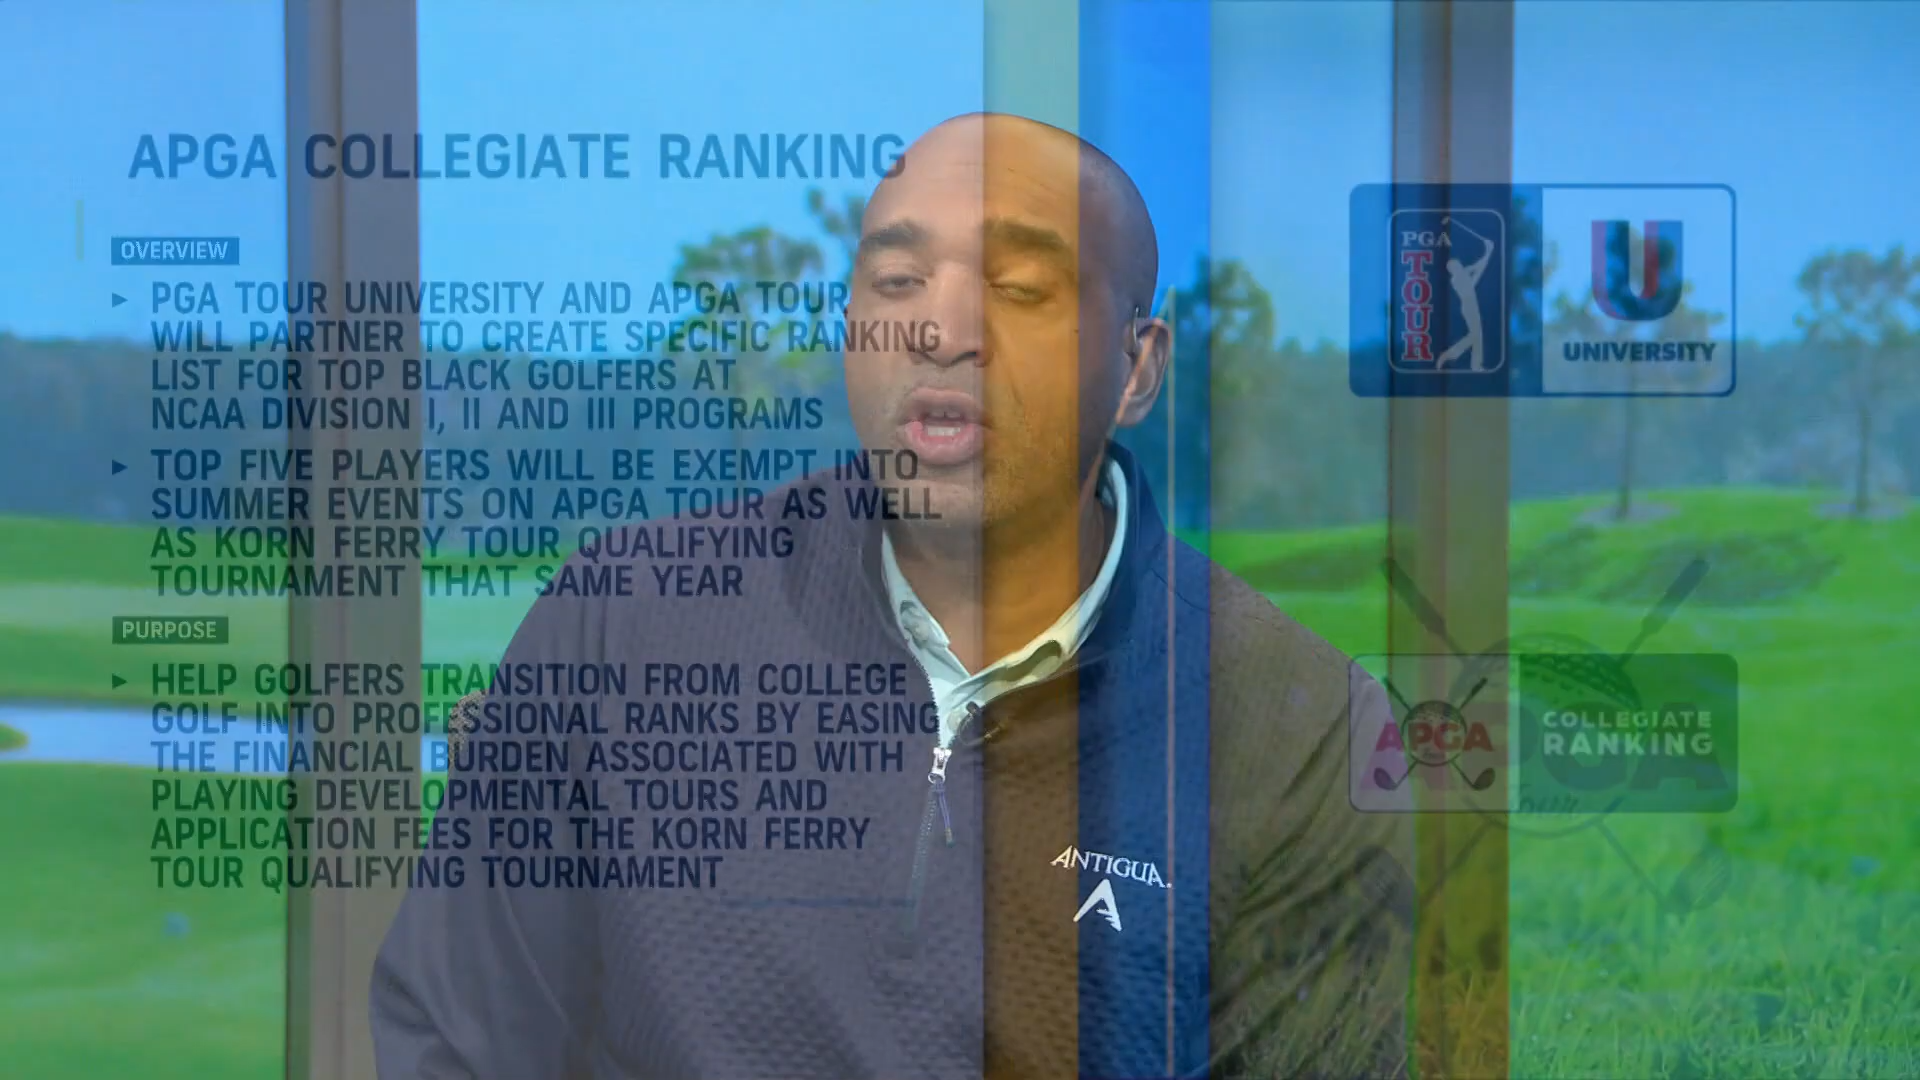 APGA COLLEGIATE RANKING
OVERVIEW
▸ PGA TOUR UNIVERSITY AND APGA TOUR
WILL PARTNER TO CREATE SPECIFIC RANKING
LIST FOR TOP BLACK GOLFERS AT
NCAA DIVISION I, II AND III PROGRAMS
▸ TOP FIVE PLAYERS WILL BE EXEMPT INTO
SUMMER EVENTS ON APGA TOUR AS WELL
AS KORN FERRY TOUR QUALIFYING
TOURNAMENT THAT SAME YEAR
PURPOSE
▸ HELP GOLFERS TRANSITION FROM COLLEGE
GOLF INTO PROFESSIONAL RANKS BY EASING
THE FINANCIAL BURDEN ASSOCIATED WITH
PLAYING DEVELOPMENTAL TOURS AND
APPLICATION FEES FOR THE KORN FERRY
TOUR QUALIFYING TOURNAMENT
PGA
TOUR
U
UNIVERSITY
APGA
COLLEGIATE
RANKING
APGA
Tour
ANTIGUA.